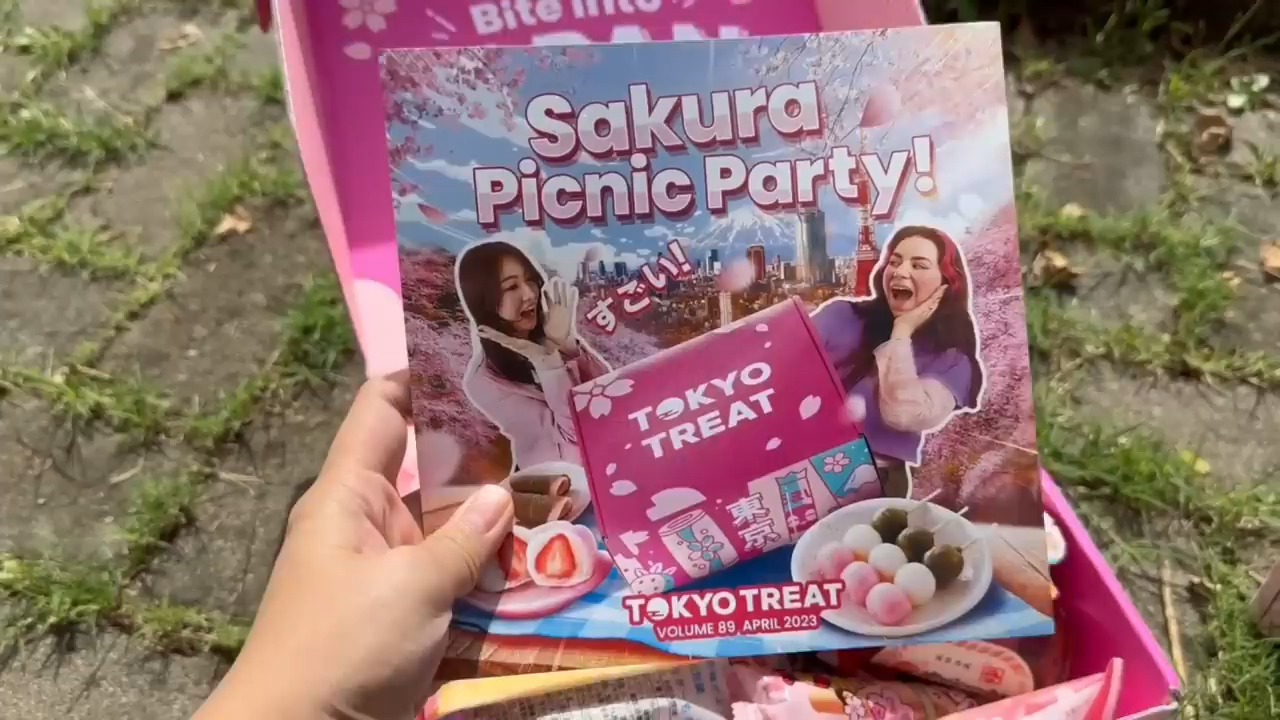 Bite Into
Sakura
Picnic Party!
すごい!
TOKYO
TREAT
東京
TOKYO TREAT
VOLUME 89, APRIL 2023